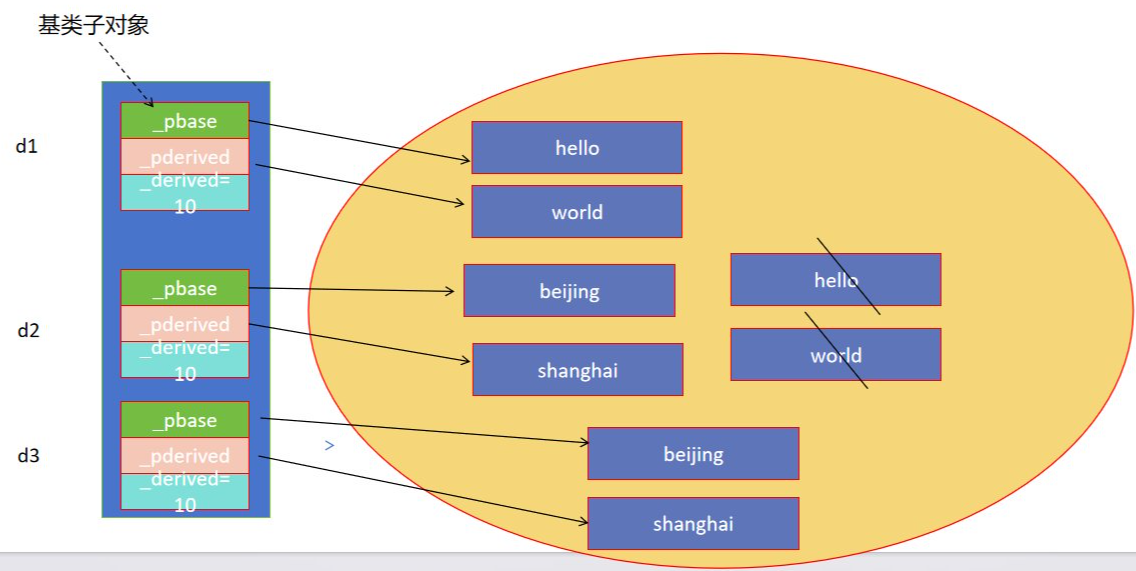 基类子对象
d1
_pbase
_pderived
_derived=
10
hello
world
d2
_pbase
_pderived
_derived=
10
beijing
shanghai
hello
world
d3
_pbase
_pderived
_derived=
10
>
beijing
shanghai